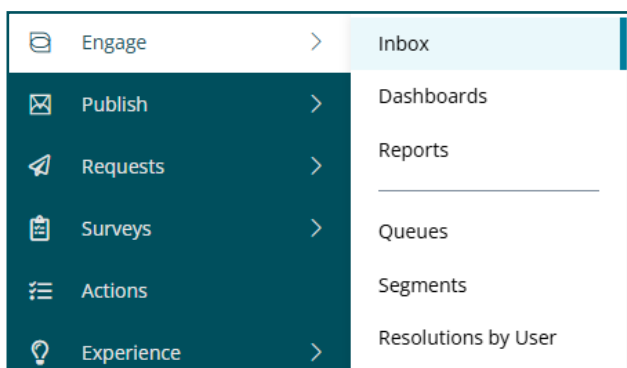 Engage
Publish
Requests
Surveys
Actions
Experience
Inbox
Dashboards
Reports
Queues
Segments
Resolutions by User